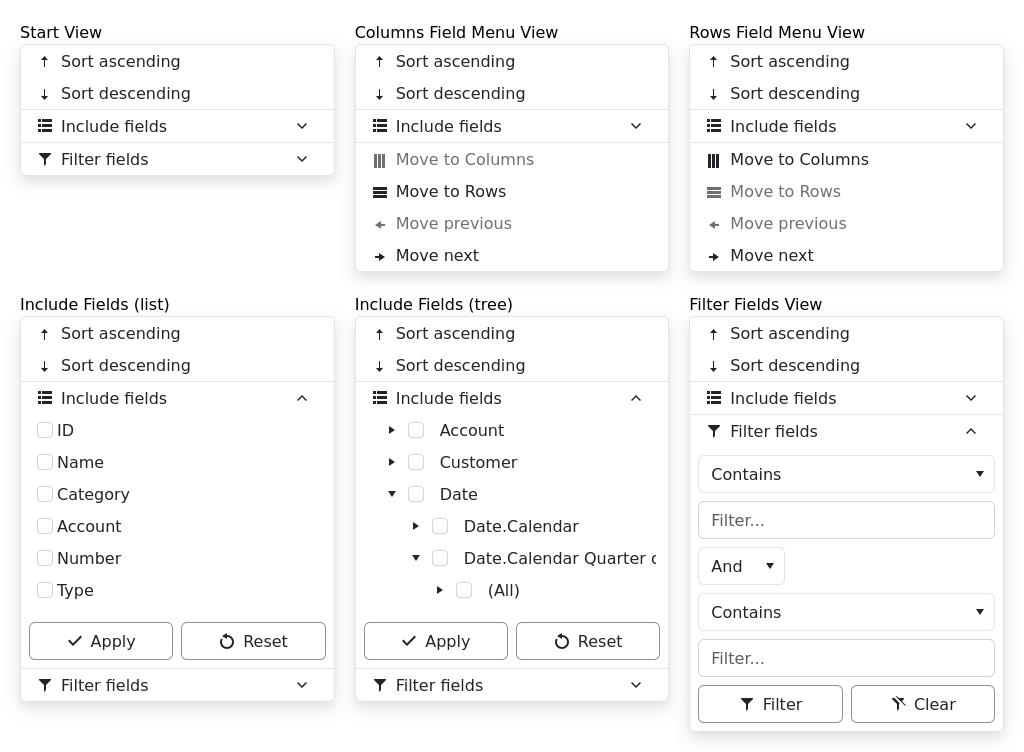 Start View
Sort ascending
Sort descending
Include fields
Filter fields
Columns Field Menu View
Sort ascending
Sort descending
Include fields
Move to Columns
Move to Rows
Move previous
Move next
Rows Field Menu View
Sort ascending
Sort descending
Include fields
Move to Columns
Move to Rows
Move previous
Move next
Include Fields (list)
Sort ascending
Sort descending
Include fields
ID
Name
Category
Account
Number
Type
Apply Reset
Filter fields
Include Fields (tree)
Sort ascending
Sort descending
Include fields
Account
Customer
Date
Date.Calendar
Date.Calendar Quarter
(All)
Apply Reset
Filter fields
Filter Fields View
Sort ascending
Sort descending
Include fields
Filter fields
Contains
Filter...
And
Contains
Filter...
Filter Clear